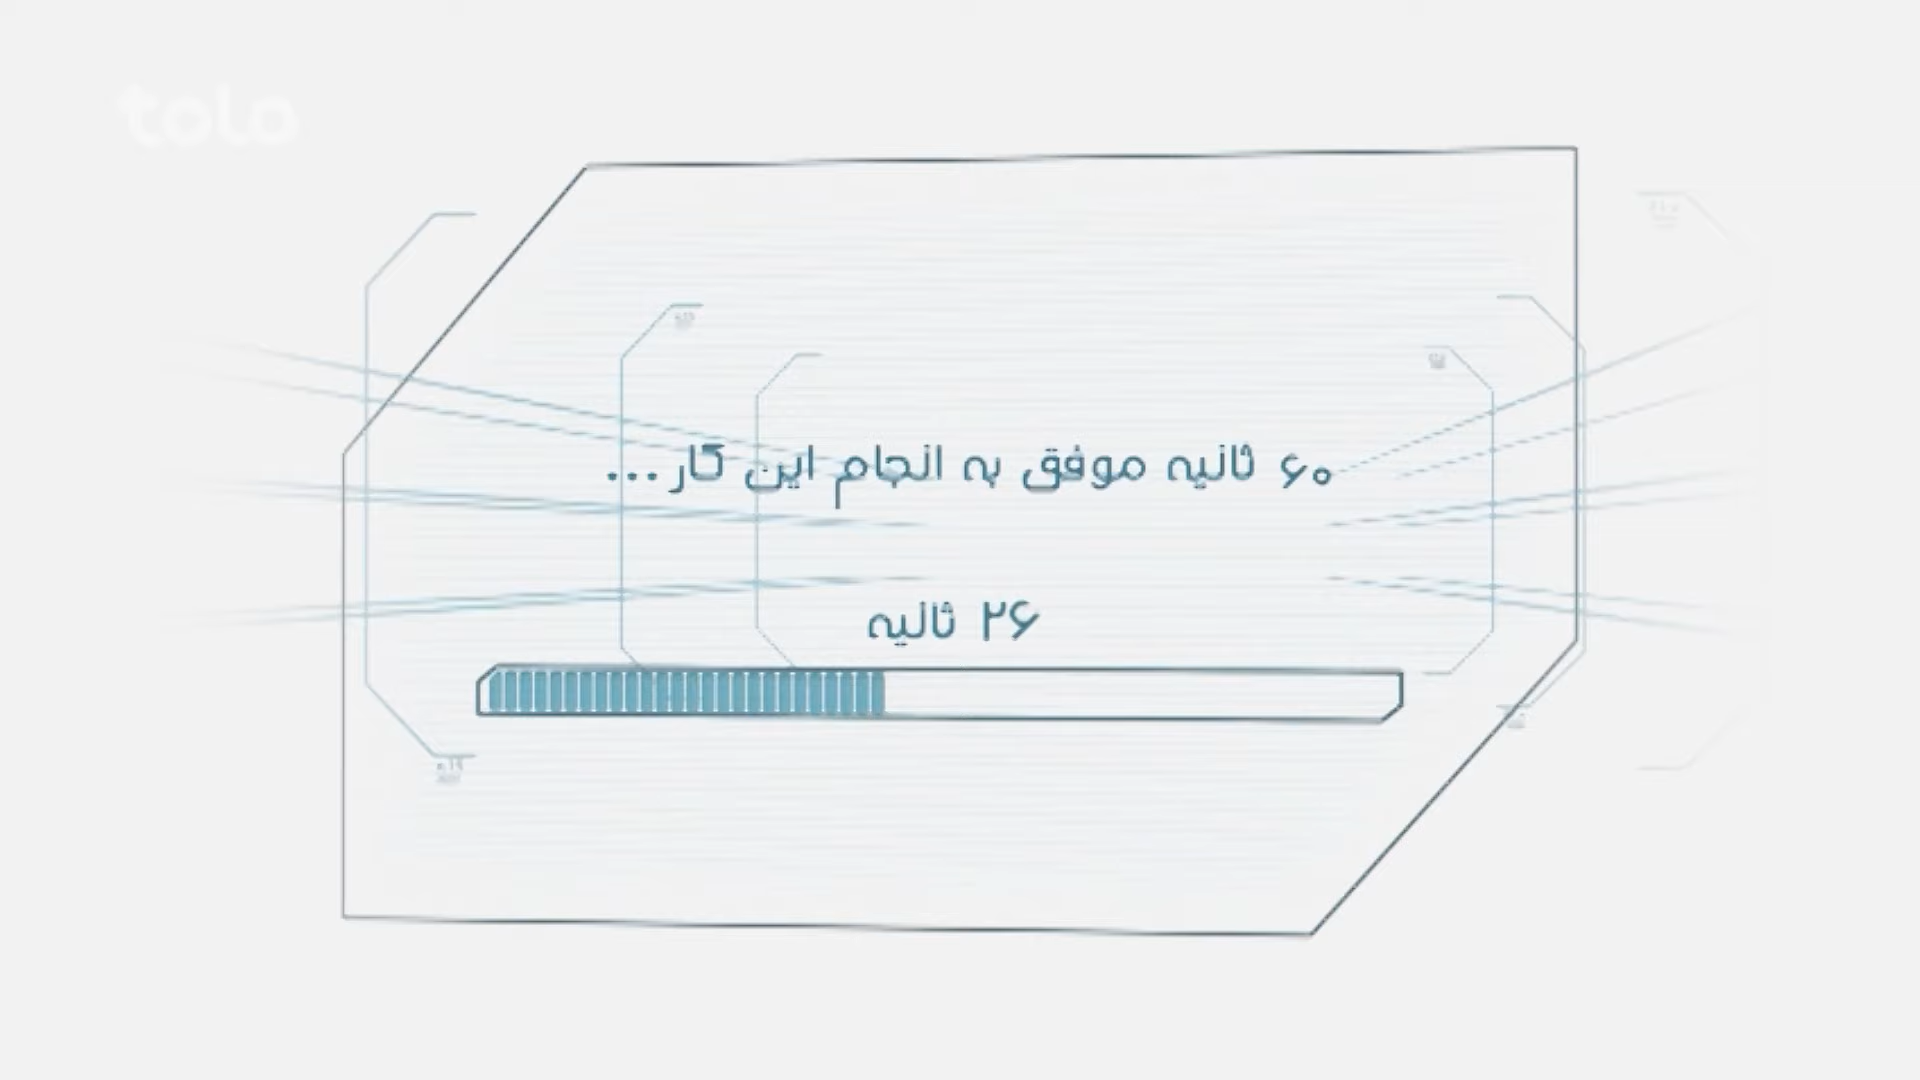 tolo
۶۰ ثانیه موفق به انجام این کار ...
۲۶ ثانیه